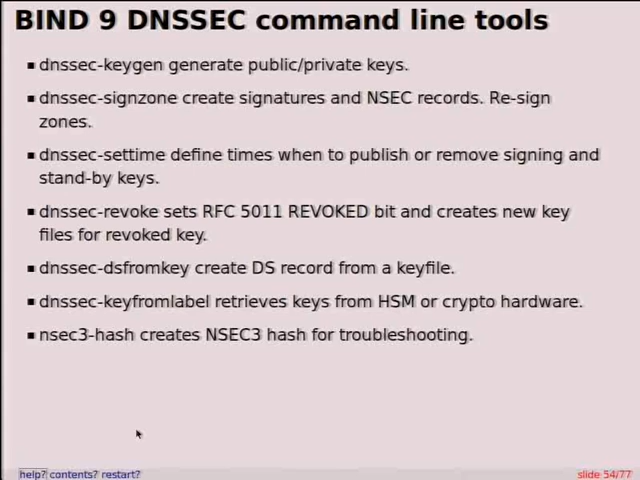 BIND 9 DNSSEC command line tools
dnssec-keygen generate public/private keys.
dnssec-signzone create signatures and NSEC records. Re-sign
zones.
dnssec-settime define times when to publish or remove signing and
stand-by keys.
dnssec-revoke sets RFC 5011 REVOKED bit and creates new key
files for revoked key.
dnssec-dsfromkey create DS record from a keyfile.
dnssec-keyfromlabel retrieves keys from HSM or crypto hardware.
nsec3-hash creates NSEC3 hash for troubleshooting.
help? contents? restart? slide 54/77